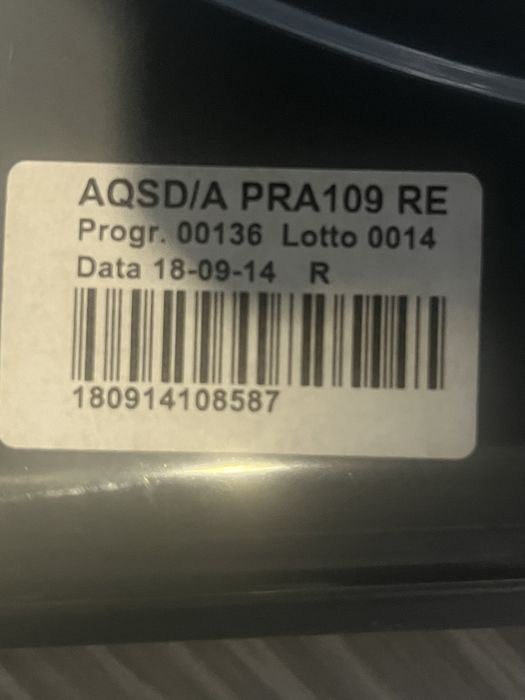 AQSD/A PRA109 RE
Progr. 00136 Lotto 0014
Data 18-09-14 R
180914108587